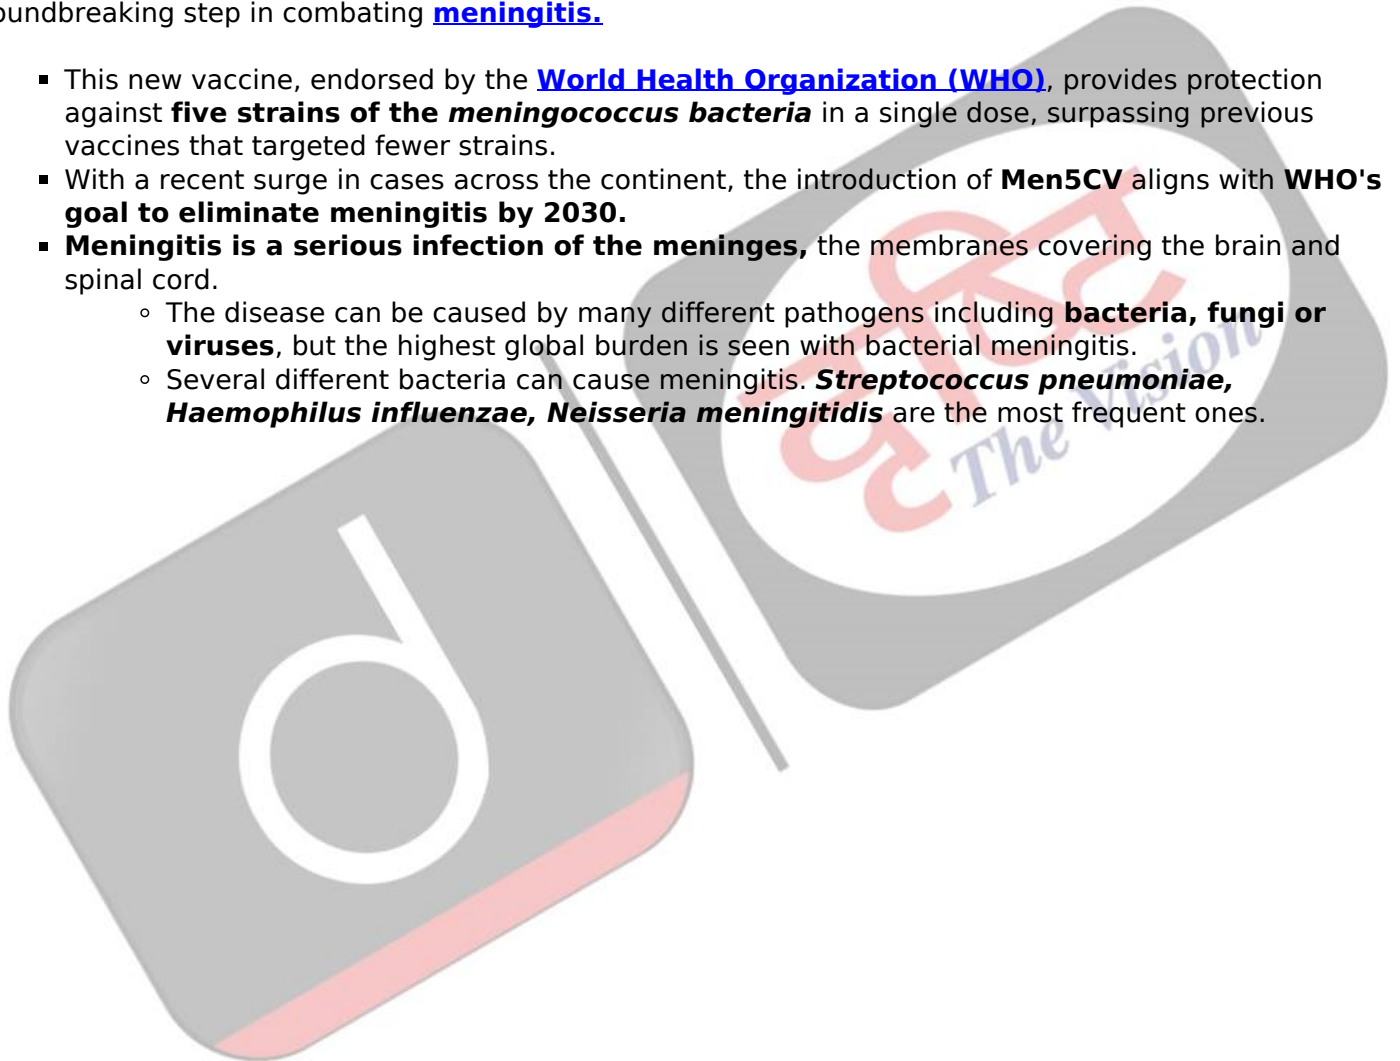 oundbreaking step in combating meningitis.
This new vaccine, endorsed by the World Health Organization (WHO), provides protection
against five strains of the meningococcus bacteria in a single dose, surpassing previous
vaccines that targeted fewer strains.
With a recent surge in cases across the continent, the introduction of Men5CV aligns with WHO's
goal to eliminate meningitis by 2030.
Meningitis is a serious infection of the meninges, the membranes covering the brain and
spinal cord.
The disease can be caused by many different pathogens including bacteria, fungi or
viruses, but the highest global burden is seen with bacterial meningitis.
Several different bacteria can cause meningitis. Streptococcus pneumoniae,
Haemophilus influenzae, Neisseria meningitidis are the most frequent ones.
दृष्टि
The Vision
d